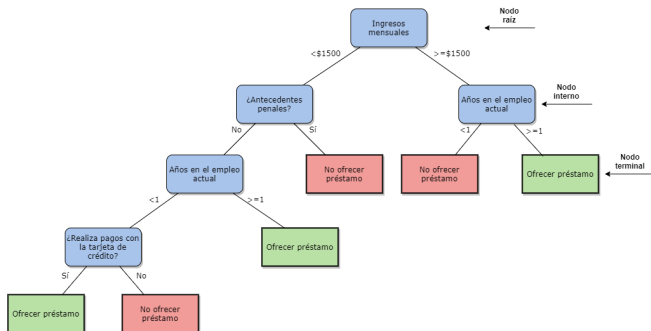 Ingresos
mensuales
Nodo
raíz
<$1500
>=$1500
¿Antecedentes
penales?
Años en el empleo
actual
Nodo
interno
No
Sí
<1
>=1
Años en el empleo
actual
No ofrecer
préstamo
No ofrecer
préstamo
Ofrecer préstamo
Nodo
terminal
<1
>=1
¿Realiza pagos con
la tarjeta de
crédito?
Ofrecer préstamo
Sí
No
Ofrecer préstamo
No ofrecer
préstamo